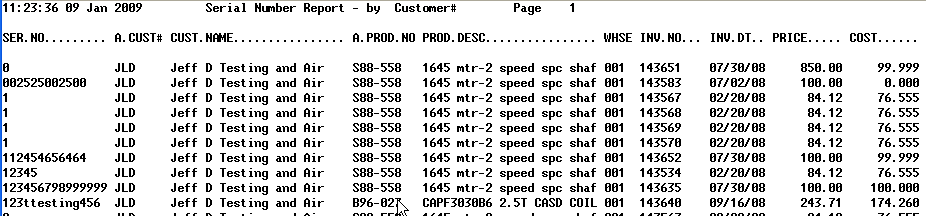 11:23:36 09 Jan 2009 Serial Number Report - by Customer# Page 1
SER.NO......... A.CUST# CUST.NAME................ A.PROD.NO PROD.DESC............... WHSE INV.NO... INV.DT.. PRICE..... COST......
0 JLD Jeff D Testing and Air S88-558 1645 mtr-2 speed spc shaf 001 143651 07/30/08 850.00 99.999
002525002500 JLD Jeff D Testing and Air S88-558 1645 mtr-2 speed spc shaf 001 143583 07/02/08 100.00 0.000
1 JLD Jeff D Testing and Air S88-558 1645 mtr-2 speed spc shaf 001 143567 02/20/08 84.12 76.555
1 JLD Jeff D Testing and Air S88-558 1645 mtr-2 speed spc shaf 001 143568 02/20/08 84.12 76.555
1 JLD Jeff D Testing and Air S88-558 1645 mtr-2 speed spc shaf 001 143569 02/20/08 84.12 76.555
1 JLD Jeff D Testing and Air S88-558 1645 mtr-2 speed spc shaf 001 143570 02/20/08 84.12 76.555
112454656464 JLD Jeff D Testing and Air S88-558 1645 mtr-2 speed spc shaf 001 143652 07/30/08 100.00 99.999
12345 JLD Jeff D Testing and Air S88-558 1645 mtr-2 speed spc shaf 001 143534 02/20/08 84.12 76.555
123456798999999 JLD Jeff D Testing and Air S88-558 1645 mtr-2 speed spc shaf 001 143635 07/30/08 100.00 100.000
123ttesting456 JLD Jeff D Testing and Air B96-027 CAPF3030B6 2.5T CASD COIL 001 143640 09/16/08 243.71 174.260